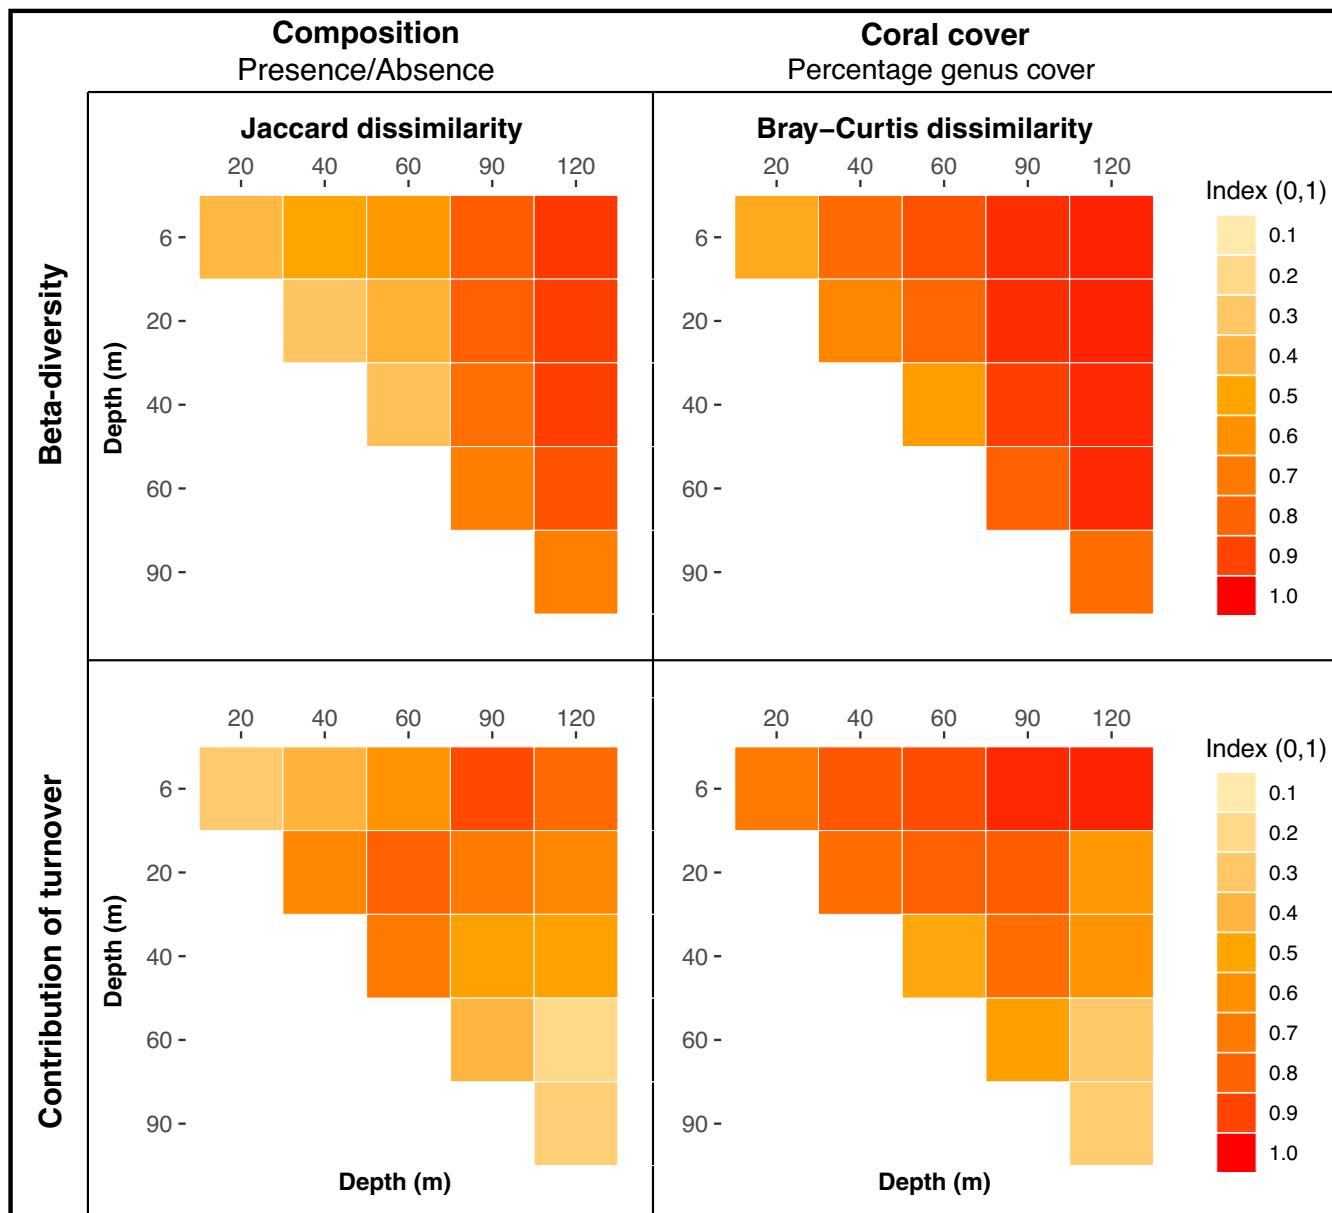 Composition
Presence/Absence
Coral cover
Percentage genus cover
Beta-diversity
Jaccard dissimilarity
20 40 60 90 120
Depth (m)
6
20
40
60
90
Bray−Curtis dissimilarity
20 40 60 90 120
6
20
40
60
90
Index (0,1)
0.1
0.2
0.3
0.4
0.5
0.6
0.7
0.8
0.9
1.0
Contribution of turnover
20 40 60 90 120
Depth (m)
6
20
40
60
90
Depth (m)
20 40 60 90 120
6
20
40
60
90
Depth (m)
Index (0,1)
0.1
0.2
0.3
0.4
0.5
0.6
0.7
0.8
0.9
1.0